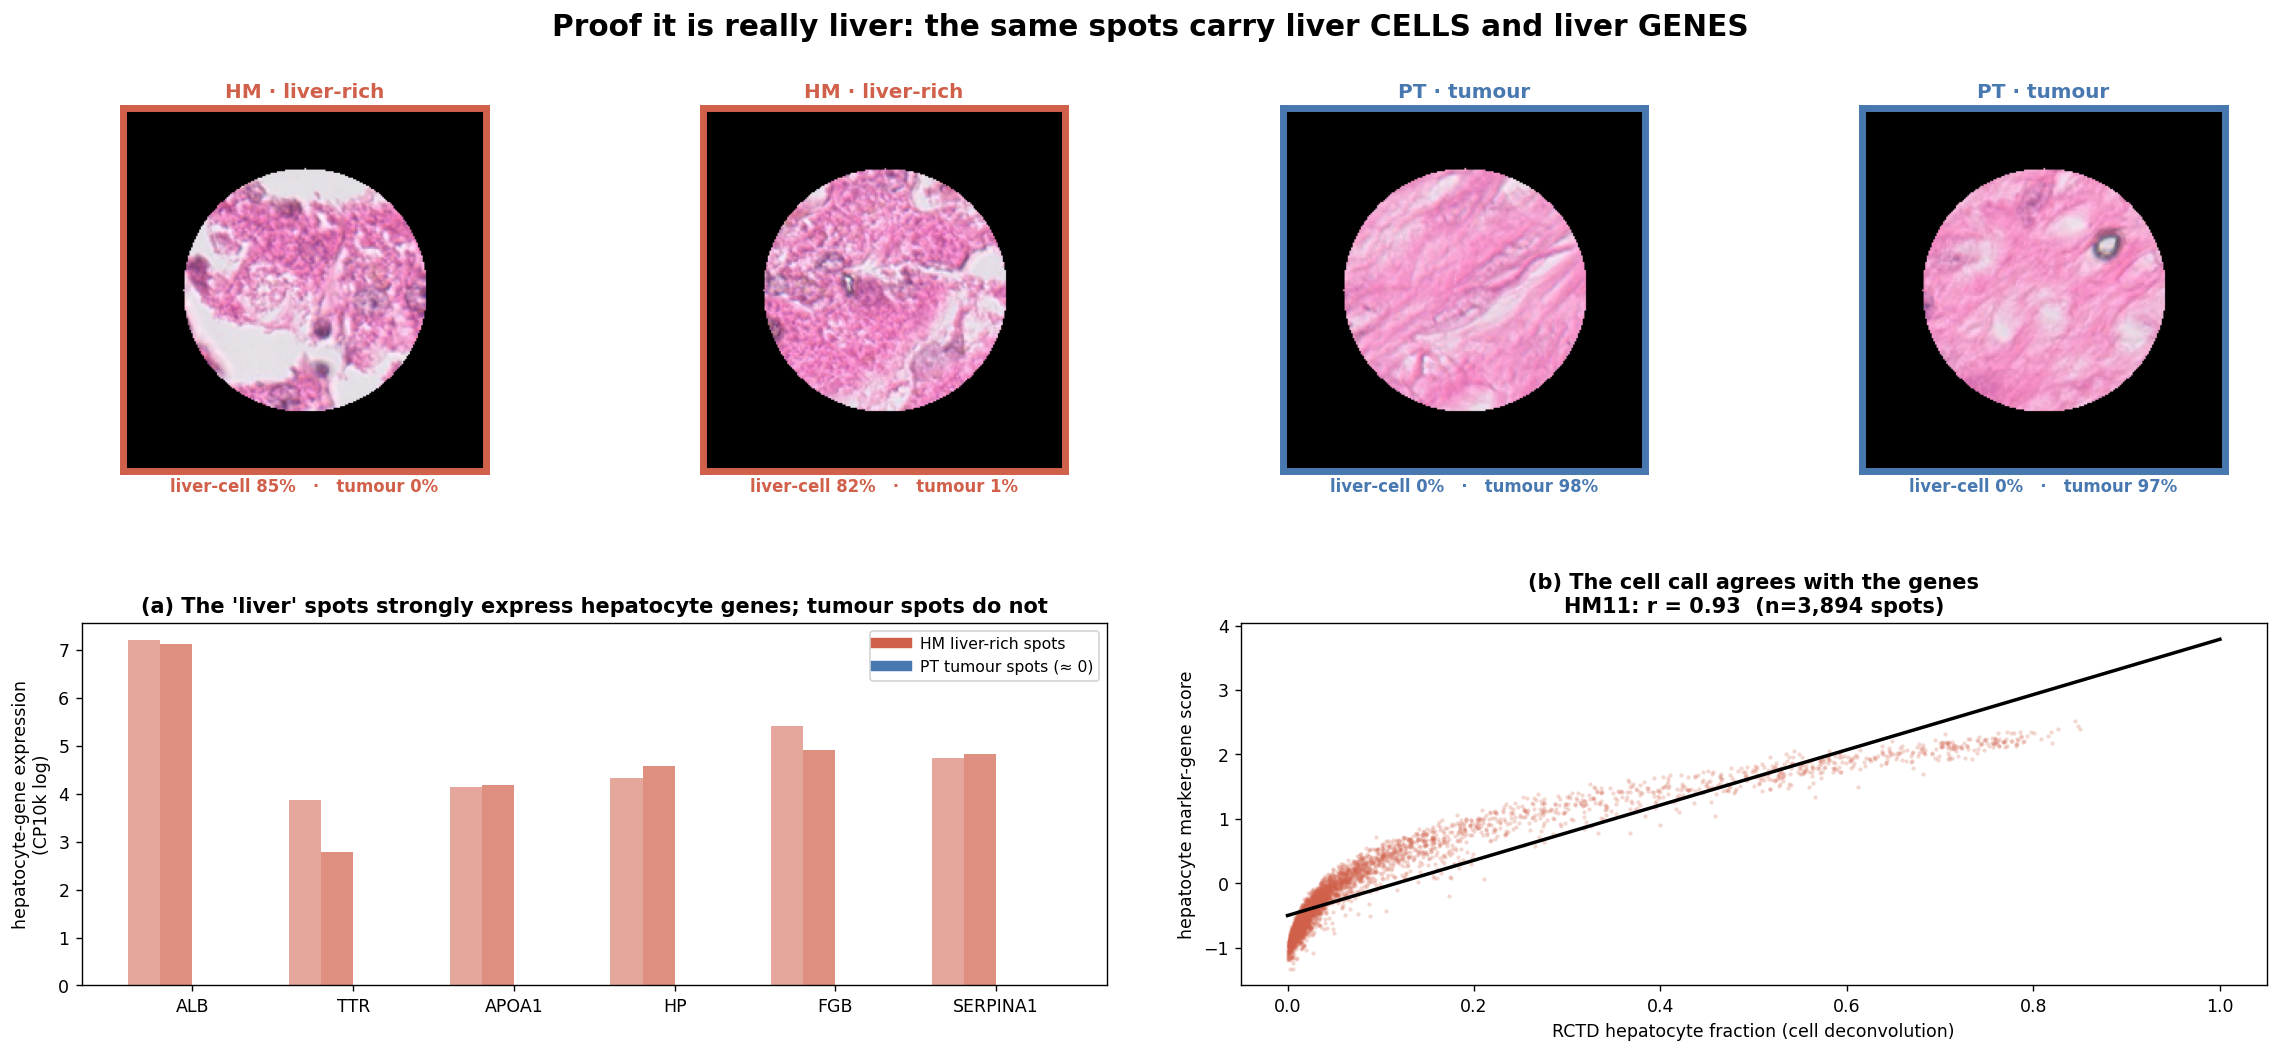 Proof it is really liver: the same spots carry liver CELLS and liver GENES
HM · liver-rich
HM · liver-rich
PT · tumour
PT · tumour
liver-cell 85%   ·   tumour 0%
liver-cell 82%   ·   tumour 1%
liver-cell 0%   ·   tumour 98%
liver-cell 0%   ·   tumour 97%
(a) The 'liver' spots strongly express hepatocyte genes; tumour spots do not
hepatocyte-gene expression
(CP10k log)
7
6
5
4
3
2
1
0
HM liver-rich spots
PT tumour spots (≈ 0)
ALB
TTR
APOA1
HP
FGB
SERPINA1
(b) The cell call agrees with the genes
HM11: r = 0.93  (n=3,894 spots)
hepatocyte marker-gene score
4
3
2
1
0
−1
0.0
0.2
0.4
0.6
0.8
1.0
RCTD hepatocyte fraction (cell deconvolution)